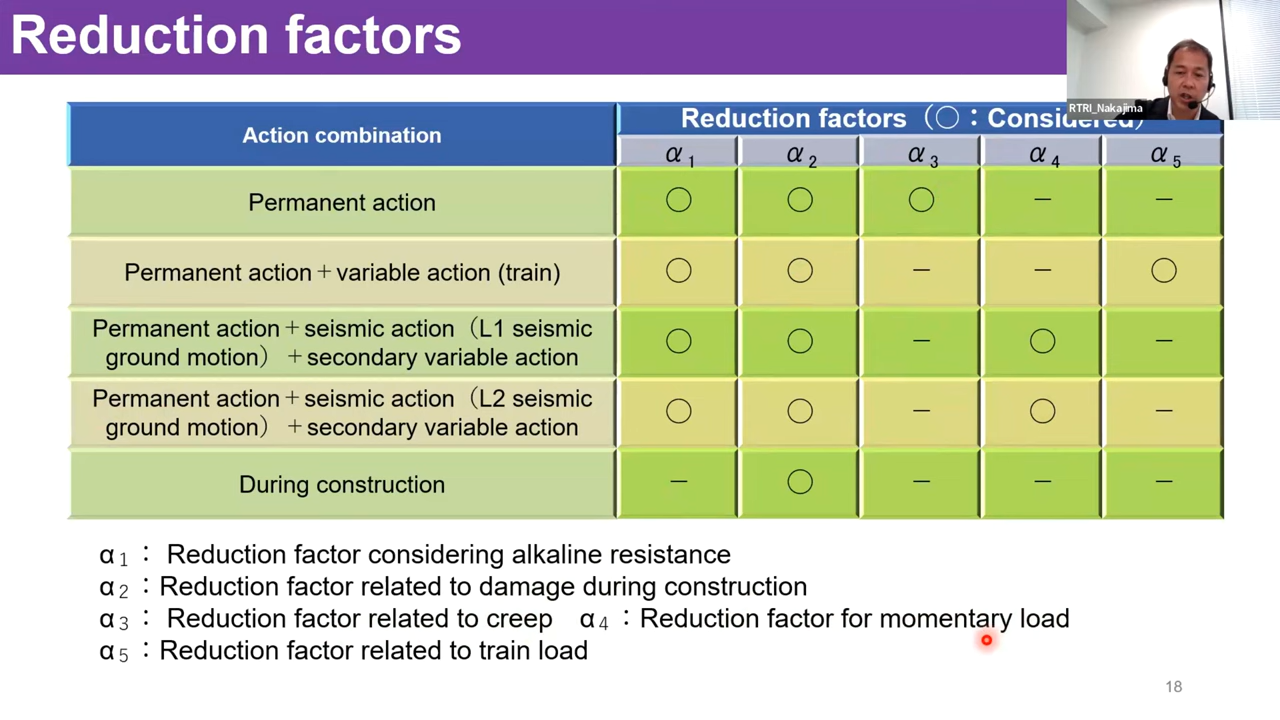 Reduction factors
RTRI_Nakajima
Action combination
Reduction factors（○：Considered）
α1 α2 α3 α4 α5
Permanent action ○ ○ ○ － －
Permanent action＋variable action (train) ○ ○ － － ○
Permanent action＋seismic action（L1 seismic
ground motion）＋secondary variable action ○ ○ － ○ －
Permanent action＋seismic action（L2 seismic
ground motion）＋secondary variable action ○ ○ － ○ －
During construction － ○ － － －
α1： Reduction factor considering alkaline resistance
α2：Reduction factor related to damage during construction
α3： Reduction factor related to creep α4：Reduction factor for momentary load
α5：Reduction factor related to train load
18